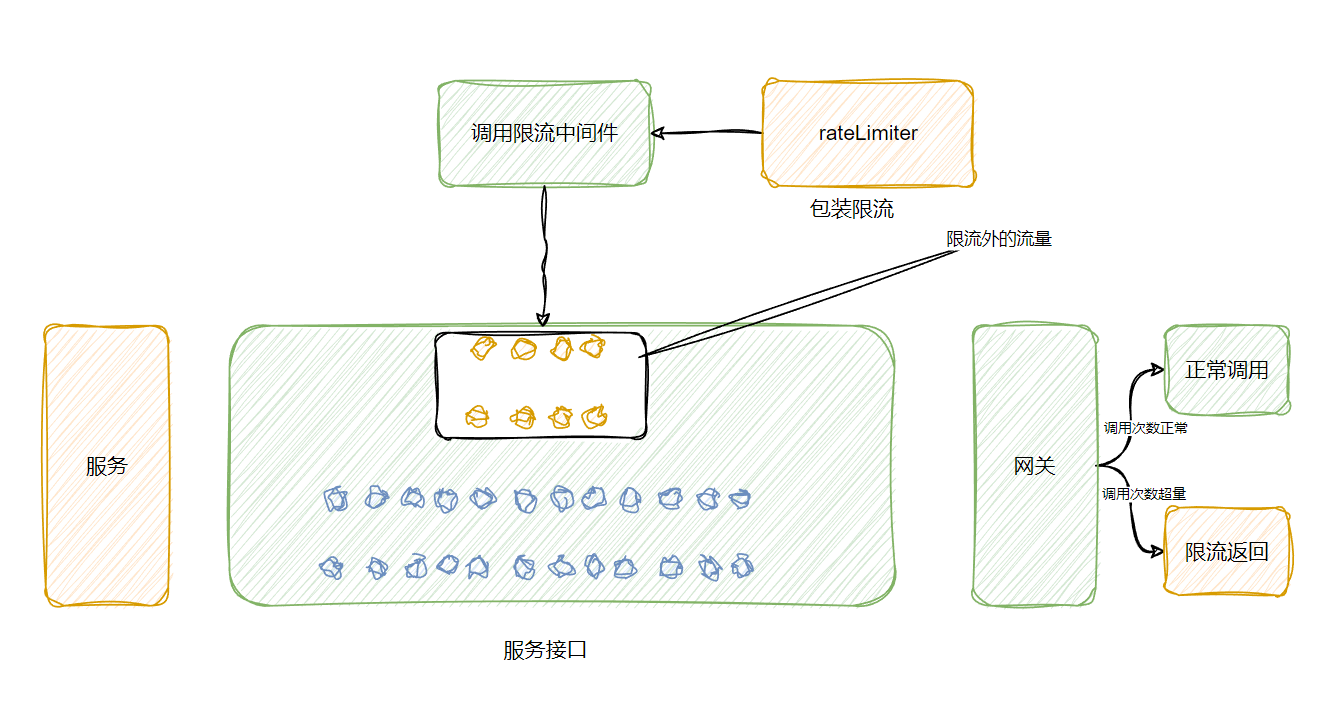 调用限流中间件
rateLimiter
包装限流
限流外的流量
服务
网关
正常调用
调用次数正常
调用次数超量
限流返回
服务接口